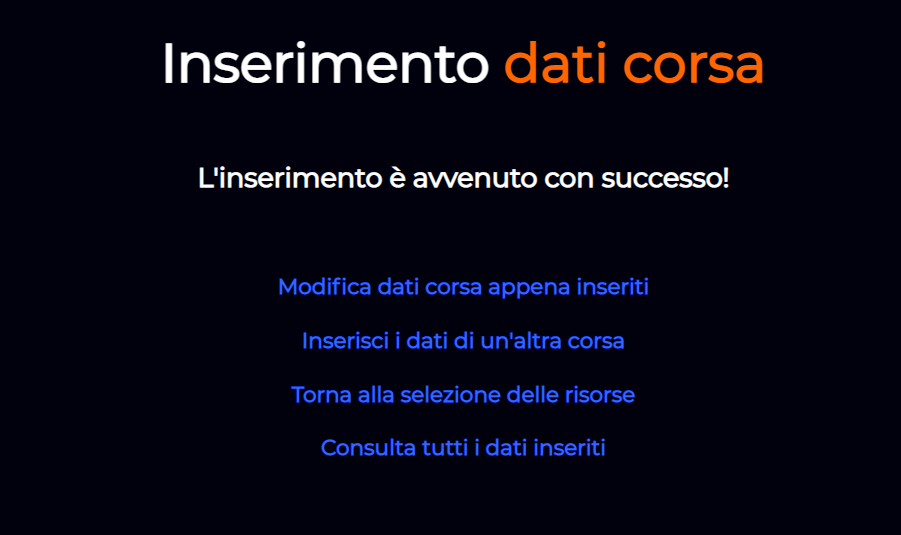 Inserimento dati corsa
L'inserimento è avvenuto con successo!
Modifica dati corsa appena inseriti
Inserisci i dati di un'altra corsa
Torna alla selezione delle risorse
Consulta tutti i dati inseriti